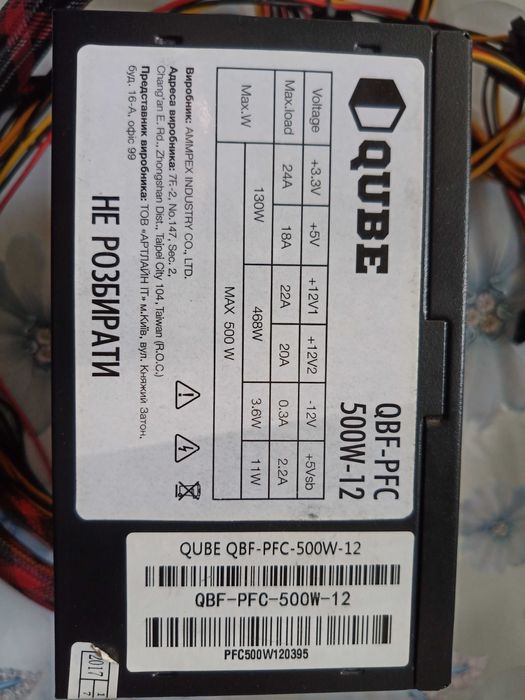 QUBE
QBF-PFC
500W-12
Voltage +3.3V +5V +12V1 +12V2 -12V +5Vsb
Max.load 24A 18A 22A 20A 0.3A 2.2A
Max.W 130W 468W 3.6W 11W
MAX 500 W
Виробник: AMMPEX INDUSTRY CO., LTD.
Адреса виробника: 7F.-2, No.147, Sec. 2,
Chang'an E. Rd., Zhongshan Dist., Taipei City 104, Taiwan (R.O.C.)
Представник виробника: ТОВ «АРТЛАЙН ІТ» м.Київ, вул. Княжий Затон,
буд. 16-А, офіс 99
НЕ РОЗБИРАТИ
QUBE QBF-PFC-500W-12
QBF-PFC-500W-12
PFC500W120395
2017
1
7